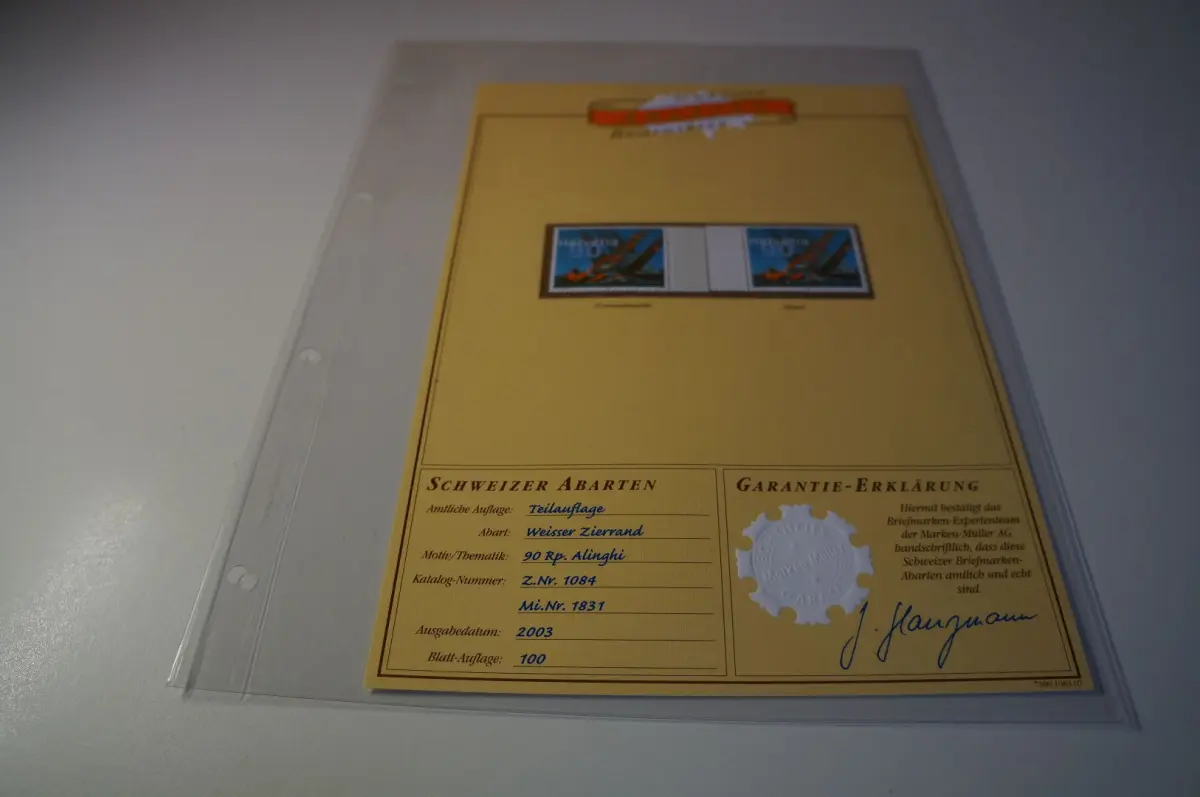 Helvetia
90
Helvetia
90
SCHWEIZER ABARTEN
Amtliche Auflage: Teilauflage
Abart: Weisser Zierrand
Motiv/Thematik: 90 Rp. Alinghi
Katalog-Nummer: Z.Nr. 1084
Mi.Nr. 1831
Ausgabedatum: 2003
Blatt-Auflage: 100
GARANTIE-ERKLÄRUNG
Hiermit bestätigt das
Briefmarken-Expertenteam
der Marken-Müller AG
handschriftlich, dass diese
Schweizer Briefmarken-
Abarten amtlich und echt
sind.